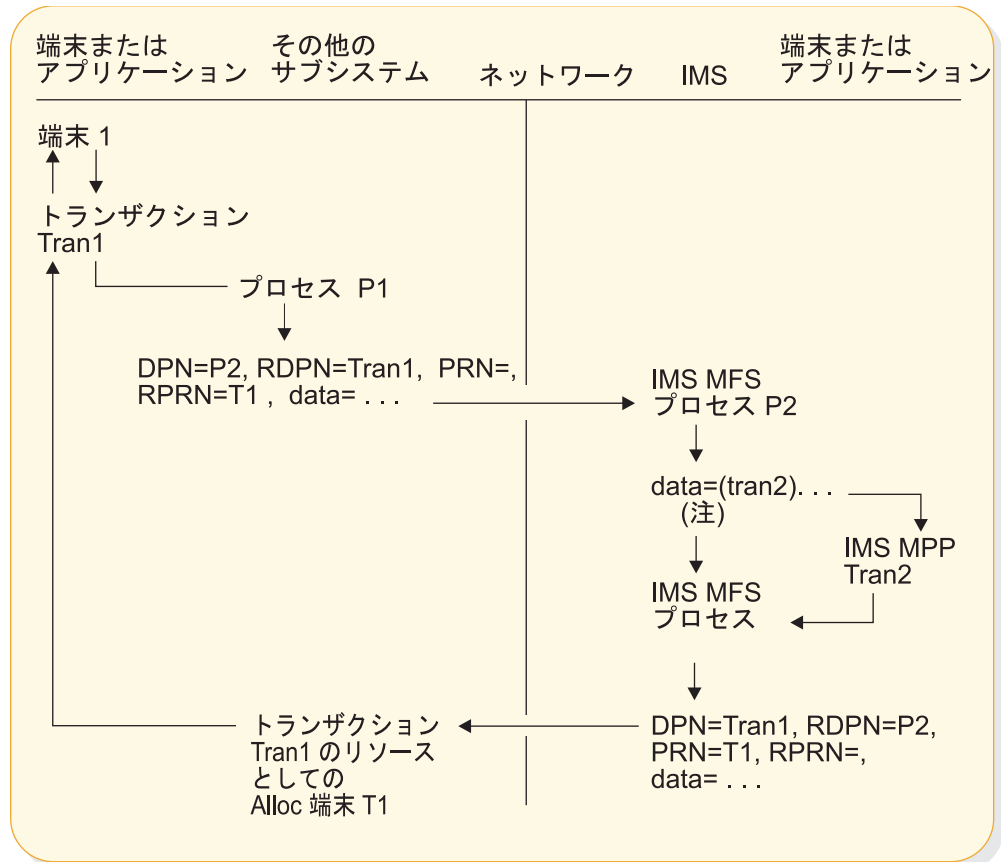 端末または
アプリケーション
その他の
サブシステム
ネットワーク
IMS
端末または
アプリケーション
端末 1
トランザクション
Tran1
プロセス P1
DPN=P2, RDPN=Tran1, PRN=,
RPRN=T1 , data= . . .
IMS MFS
プロセス P2
data=(tran2). . .
(注)
IMS MPP
Tran2
IMS MFS
プロセス
DPN=Tran1, RDPN=P2,
PRN=T1, RPRN=,
data= . . .
トランザクション
Tran1 のリソース
としての
Alloc 端末 T1